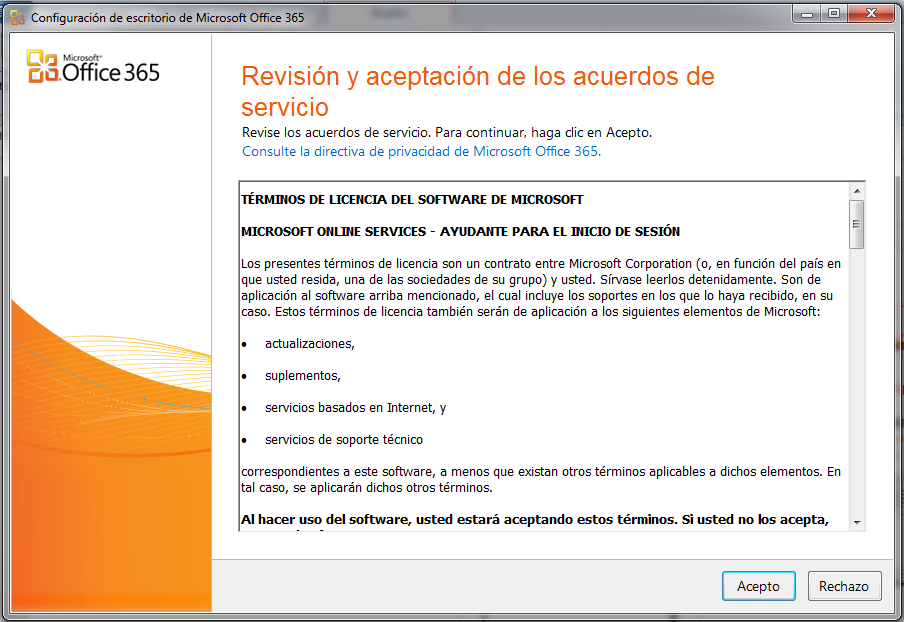 Configuración de escritorio de Microsoft Office 365
Microsoft®
Office 365
Revisión y aceptación de los acuerdos de
servicio
Revise los acuerdos de servicio. Para continuar, haga clic en Acepto.
Consulte la directiva de privacidad de Microsoft Office 365.
TÉRMINOS DE LICENCIA DEL SOFTWARE DE MICROSOFT
MICROSOFT ONLINE SERVICES - AYUDANTE PARA EL INICIO DE SESIÓN
Los presentes términos de licencia son un contrato entre Microsoft Corporation (o, en función del país en
que usted resida, una de las sociedades de su grupo) y usted. Sírvase leerlos detenidamente. Son de
aplicación al software arriba mencionado, el cual incluye los soportes en los que lo haya recibido, en su
caso. Estos términos de licencia también serán de aplicación a los siguientes elementos de Microsoft:
• actualizaciones,
• suplementos,
• servicios basados en Internet, y
• servicios de soporte técnico
correspondientes a este software, a menos que existan otros términos aplicables a dichos elementos. En
tal caso, se aplicarán dichos otros términos.
Al hacer uso del software, usted estará aceptando estos términos. Si usted no los acepta,
Acepto
Rechazo